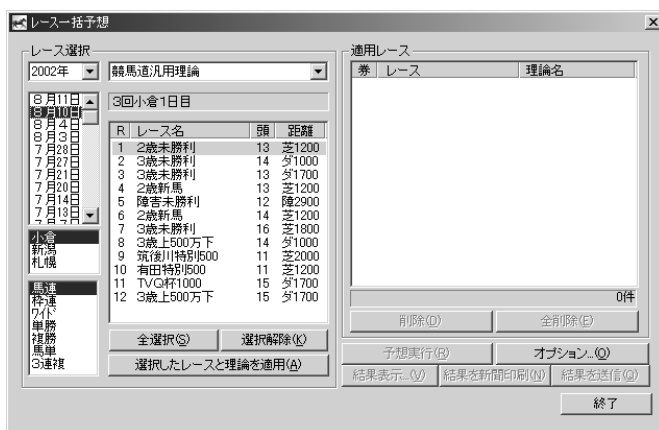 レース一括予想
レース選択
2002年
競馬道汎用理論
8月11日
8月10日
8月4日
8月3日
7月28日
7月27日
7月21日
7月20日
7月14日
7月13日
小倉
新潟
札幌
馬連
枠連
ワイド
単勝
複勝
馬単
3連複
3回小倉1日目
R レース名 頭 距離
1 2歳未勝利 13 芝1200
2 3歳未勝利 14 ダ1000
3 3歳未勝利 13 ダ1700
4 2歳新馬 13 芝1200
5 障害未勝利 12 障2900
6 2歳新馬 14 芝1200
7 3歳未勝利 16 芝1800
8 3歳上500万下 14 ダ1000
9 筑後川特別500 11 芝2000
10 有田特別500 11 芝1200
11 TVQ杯1000 15 ダ1700
12 3歳上500万下 15 ダ1700
全選択(S) 選択解除(K)
選択したレースと理論を適用(A)
適用レース
券 レース 理論名
0件
削除(D) 全削除(E)
予想実行(R) オプション...(O)
結果表示...(V) 結果を新聞印刷(N) 結果を送信(Q)
終了